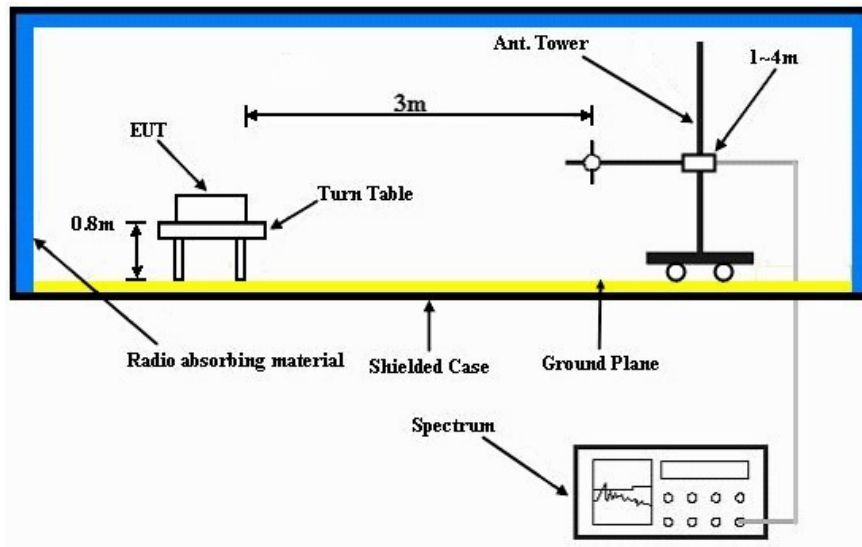 Ant. Tower
1~4m
3m
EUT
Turn Table
0.8m
Radio absorbing material
Shielded Case
Ground Plane
Spectrum